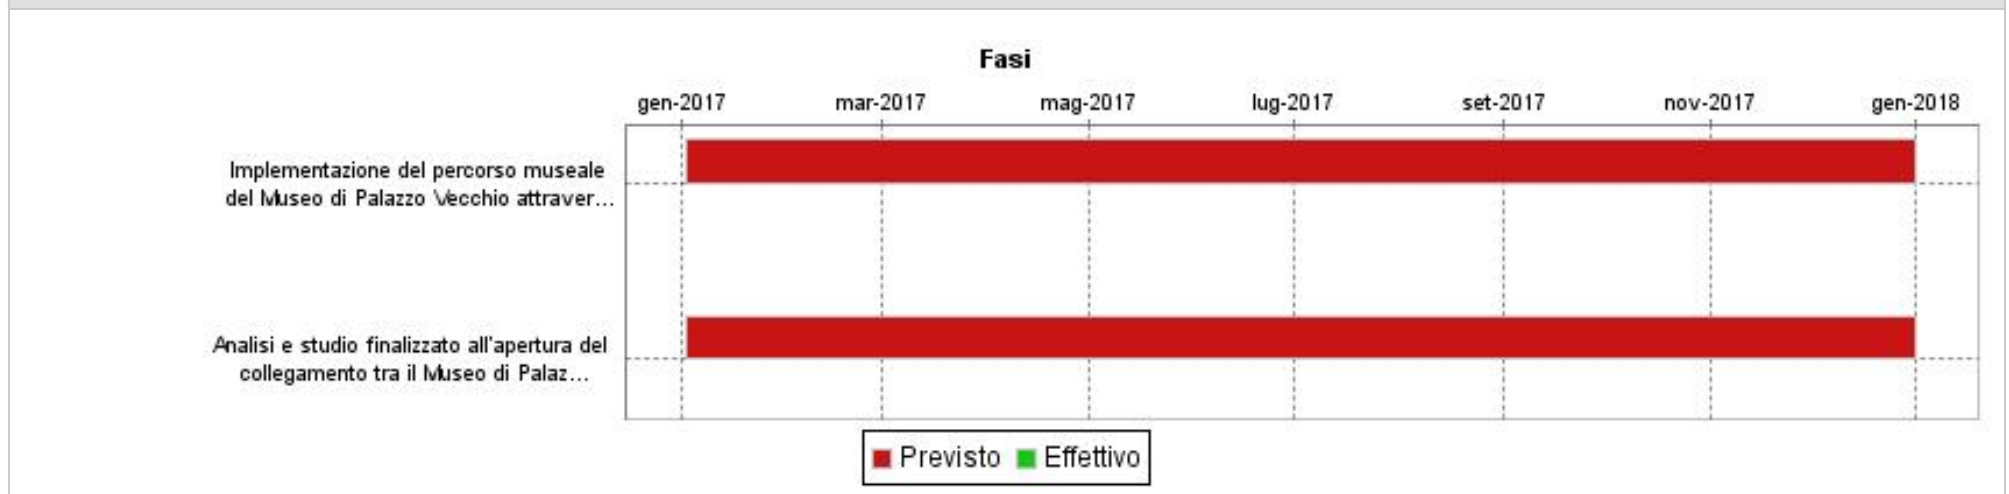 Fasi
gen-2017 mar-2017 mag-2017 lug-2017 set-2017 nov-2017 gen-2018
Implementazione del percorso museale
del Museo di Palazzo Vecchio attraver...
Analisi e studio finalizzato all'apertura del
collegamento tra il Museo di Palaz...
Previsto Effettivo